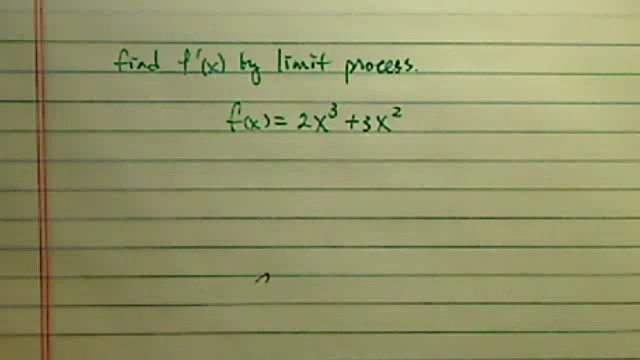 find f'(x) by limit process.
f(x) = 2x³ + 3x²